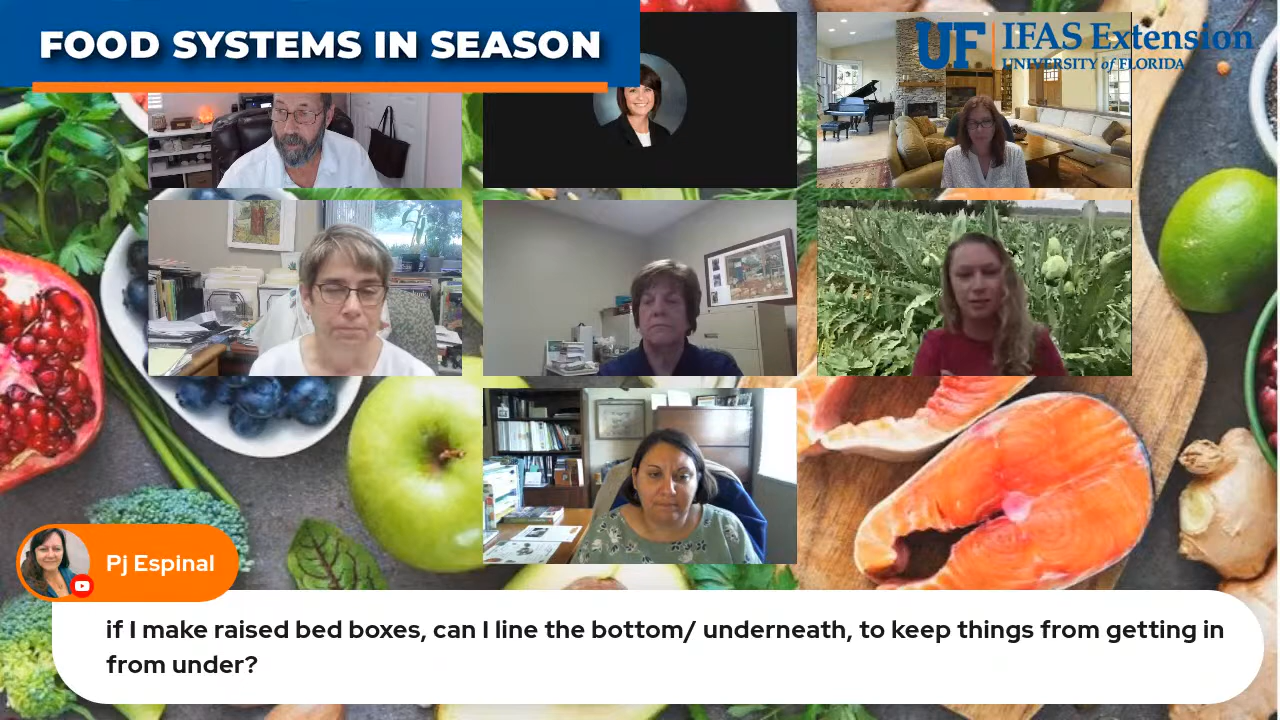 FOOD SYSTEMS IN SEASON
UF IFAS Extension
UNIVERSITY of FLORIDA
Pj Espinal
if I make raised bed boxes, can I line the bottom/ underneath, to keep things from getting in
from under?